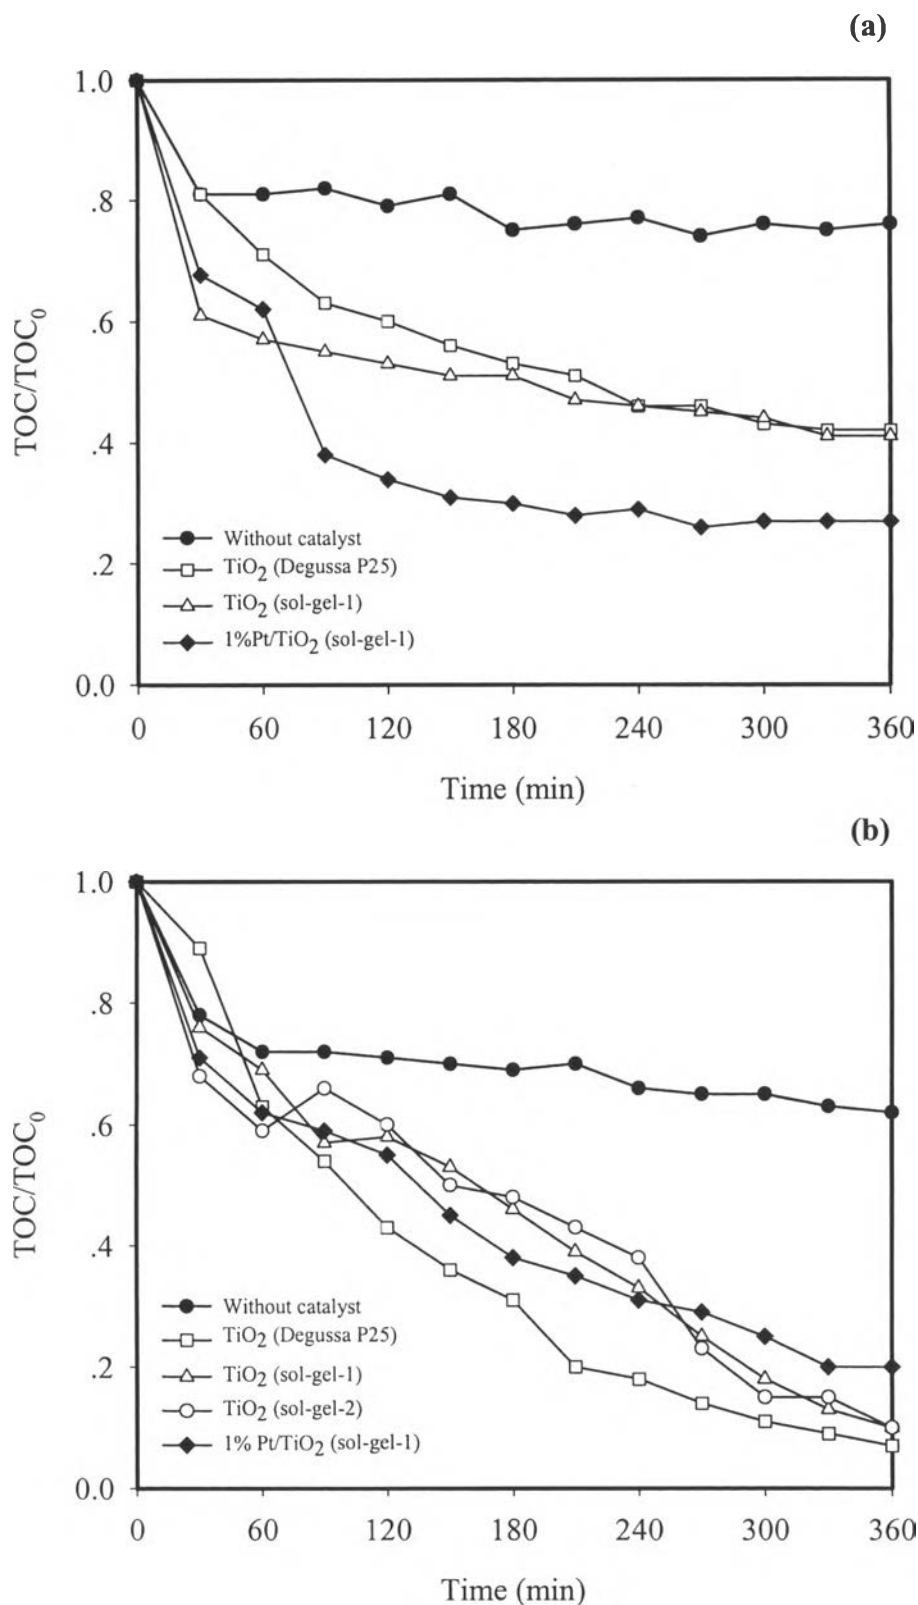 (a)
1.0
.8
.6
.4
.2
0.0
TOC/TOC₀
Without catalyst
TiO₂ (Degussa P25)
TiO₂ (sol-gel-1)
1%Pt/TiO₂ (sol-gel-1)
0 60 120 180 240 300 360
Time (min)
(b)
1.0
.8
.6
.4
.2
0.0
TOC/TOC₀
Without catalyst
TiO₂ (Degussa P25)
TiO₂ (sol-gel-1)
TiO₂ (sol-gel-2)
1% Pt/TiO₂ (sol-gel-1)
0 60 120 180 240 300 360
Time (min)